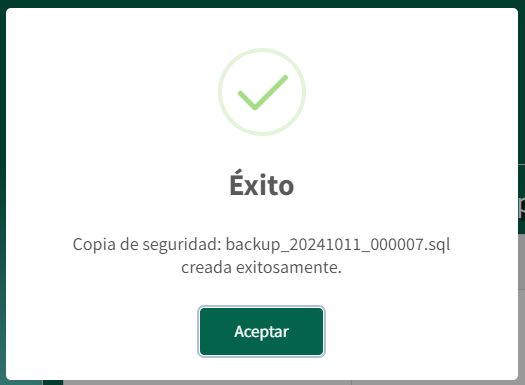 Éxito
Copia de seguridad: backup_20241011_000007.sql
creada exitosamente.
Aceptar